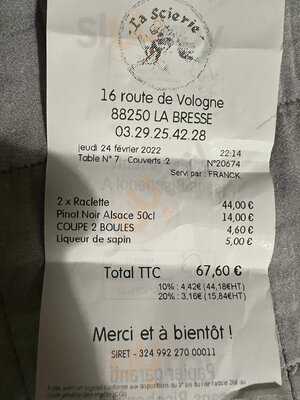 La Scierie
16 route de Vologne
88250 LA BRESSE
03.29.25.42.28
jeudi 24 février 2022 22:14
Table N° 7 Couverts :2 N°20674
Servi par : FRANCK
2 x Raclette 44,00 €
Pinot Noir Alsace 50cl 14,00 €
COUPE 2 BOULES 4,60 €
Liqueur de sapin 5,00 €
Total TTC 67,60 €
10% : 4,42€ (44,18€HT)
20% : 3,16€ (15,84€HT)
Merci et à bientôt !
SIRET - 324 992 270 00011